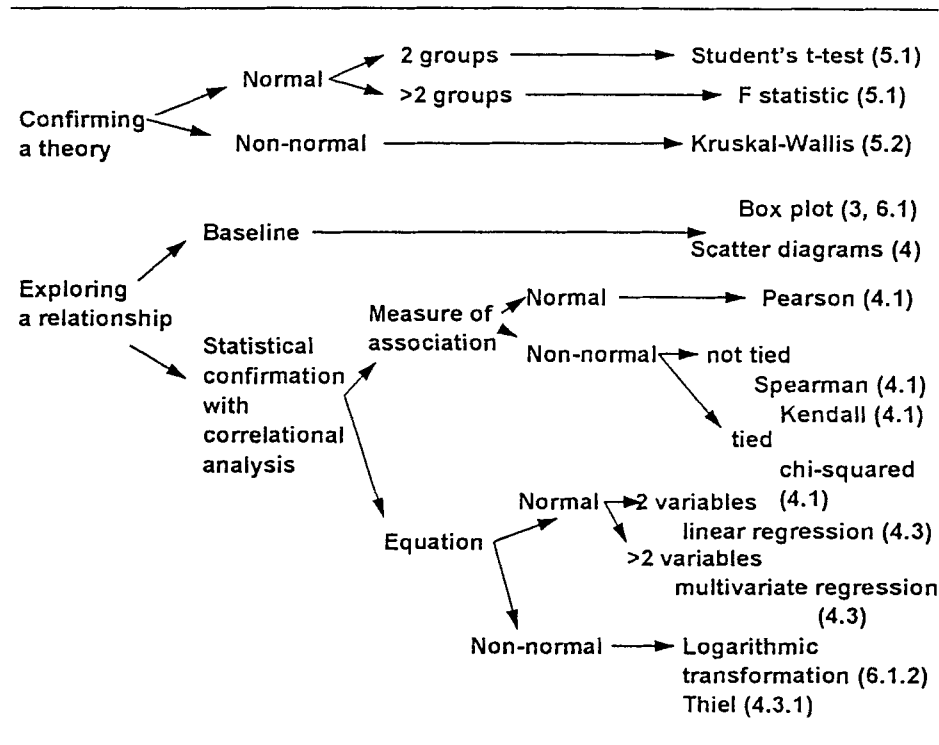 2 groups
Student's t-test (5.1)
Normal
>2 groups
F statistic (5.1)
Confirming
a theory
Non-normal
Kruskal-Wallis (5.2)
Box plot (3, 6.1)
Baseline
Scatter diagrams (4)
Exploring
a relationship
Normal
Pearson (4.1)
Measure of
association
Non-normal
not tied
Spearman (4.1)
Kendall (4.1)
tied
chi-squared
(4.1)
Statistical
confirmation
with
correlational
analysis
Normal
2 variables
linear regression (4.3)
Equation
>2 variables
multivariate regression
(4.3)
Non-normal
Logarithmic
transformation (6.1.2)
Thiel (4.3.1)